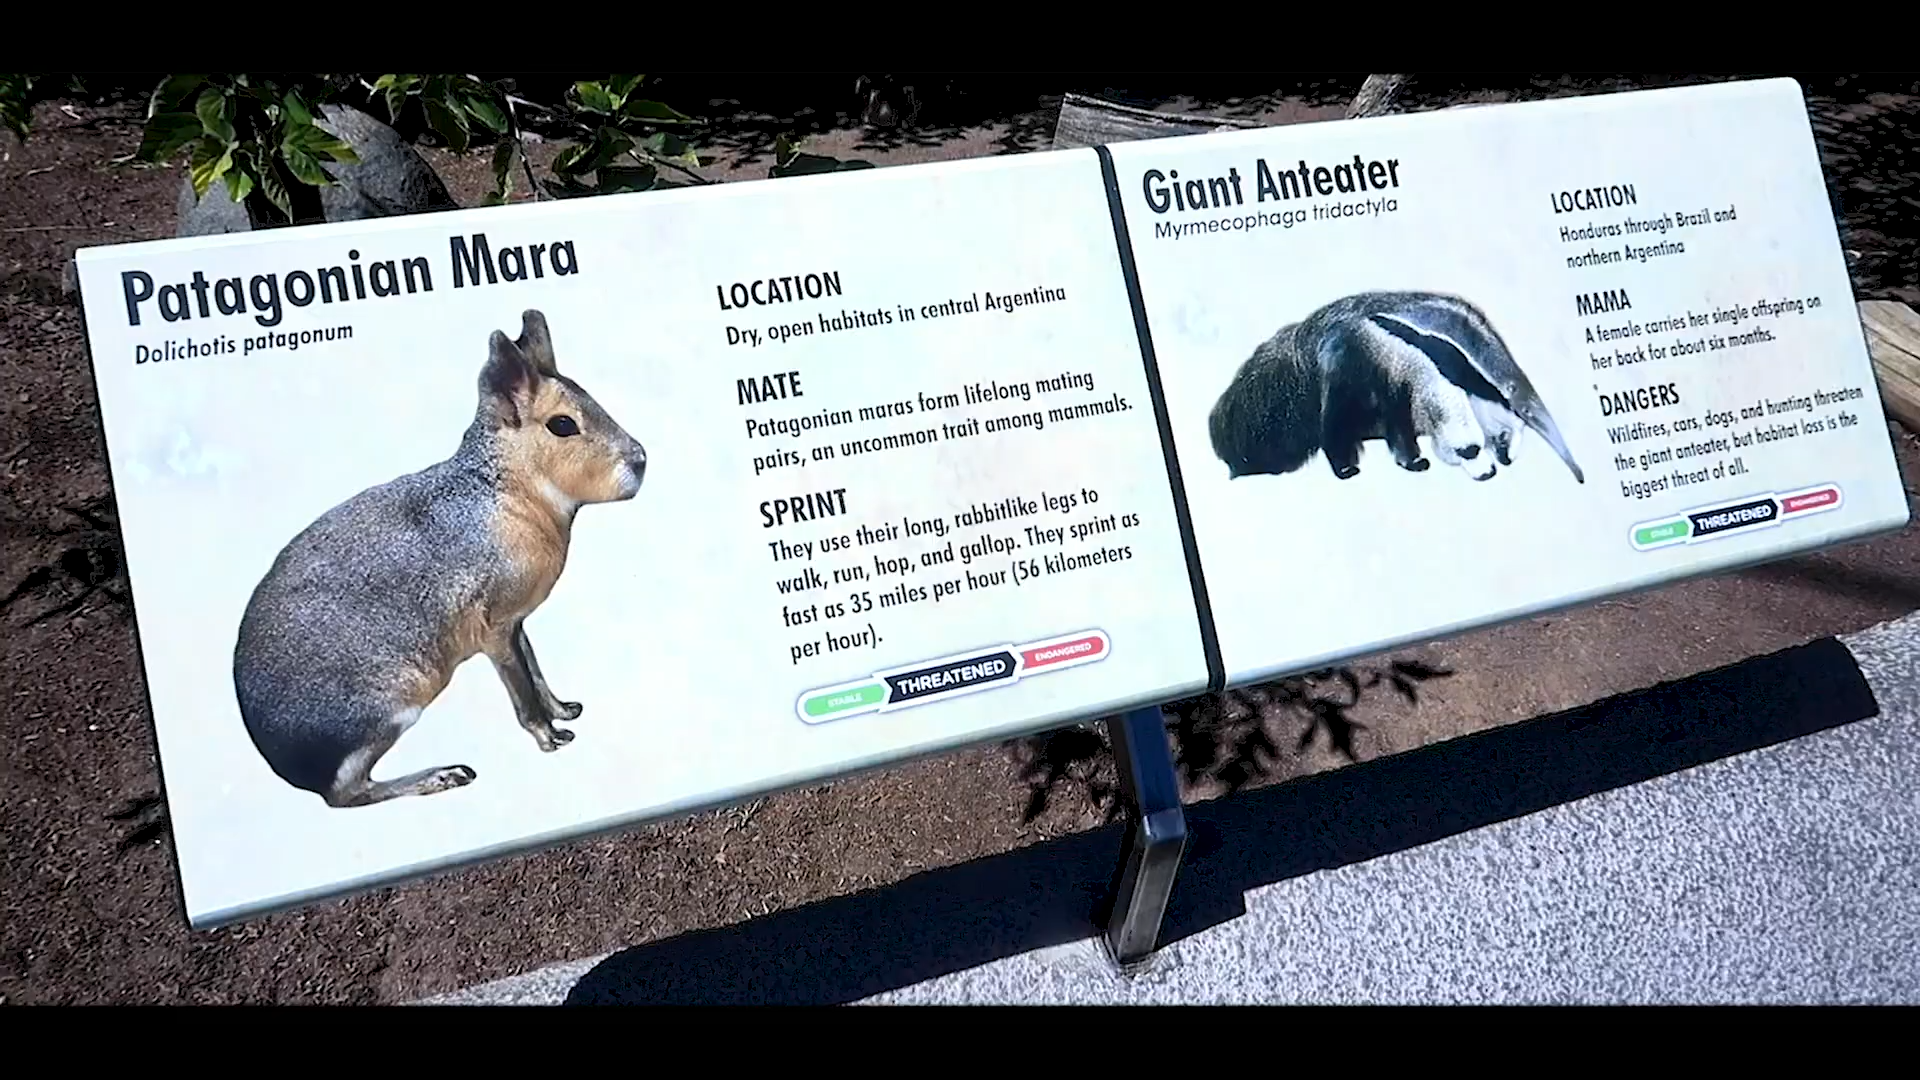 Patagonian Mara
Dolichotis patagonum
LOCATION
Dry, open habitats in central Argentina
MATE
Patagonian maras form lifelong mating
pairs, an uncommon trait among mammals.
SPRINT
They use their long, rabbitlike legs to
walk, run, hop, and gallop. They sprint as
fast as 35 miles per hour (56 kilometers
per hour).
STABLE THREATENED ENDANGERED
Giant Anteater
Myrmecophaga tridactyla
LOCATION
Honduras through Brazil and
northern Argentina
MAMA
A female carries her single offspring on
her back for about six months.
DANGERS
Wildfires, cars, dogs, and hunting threaten
the giant anteater, but habitat loss is the
biggest threat of all.
STABLE THREATENED ENDANGERED